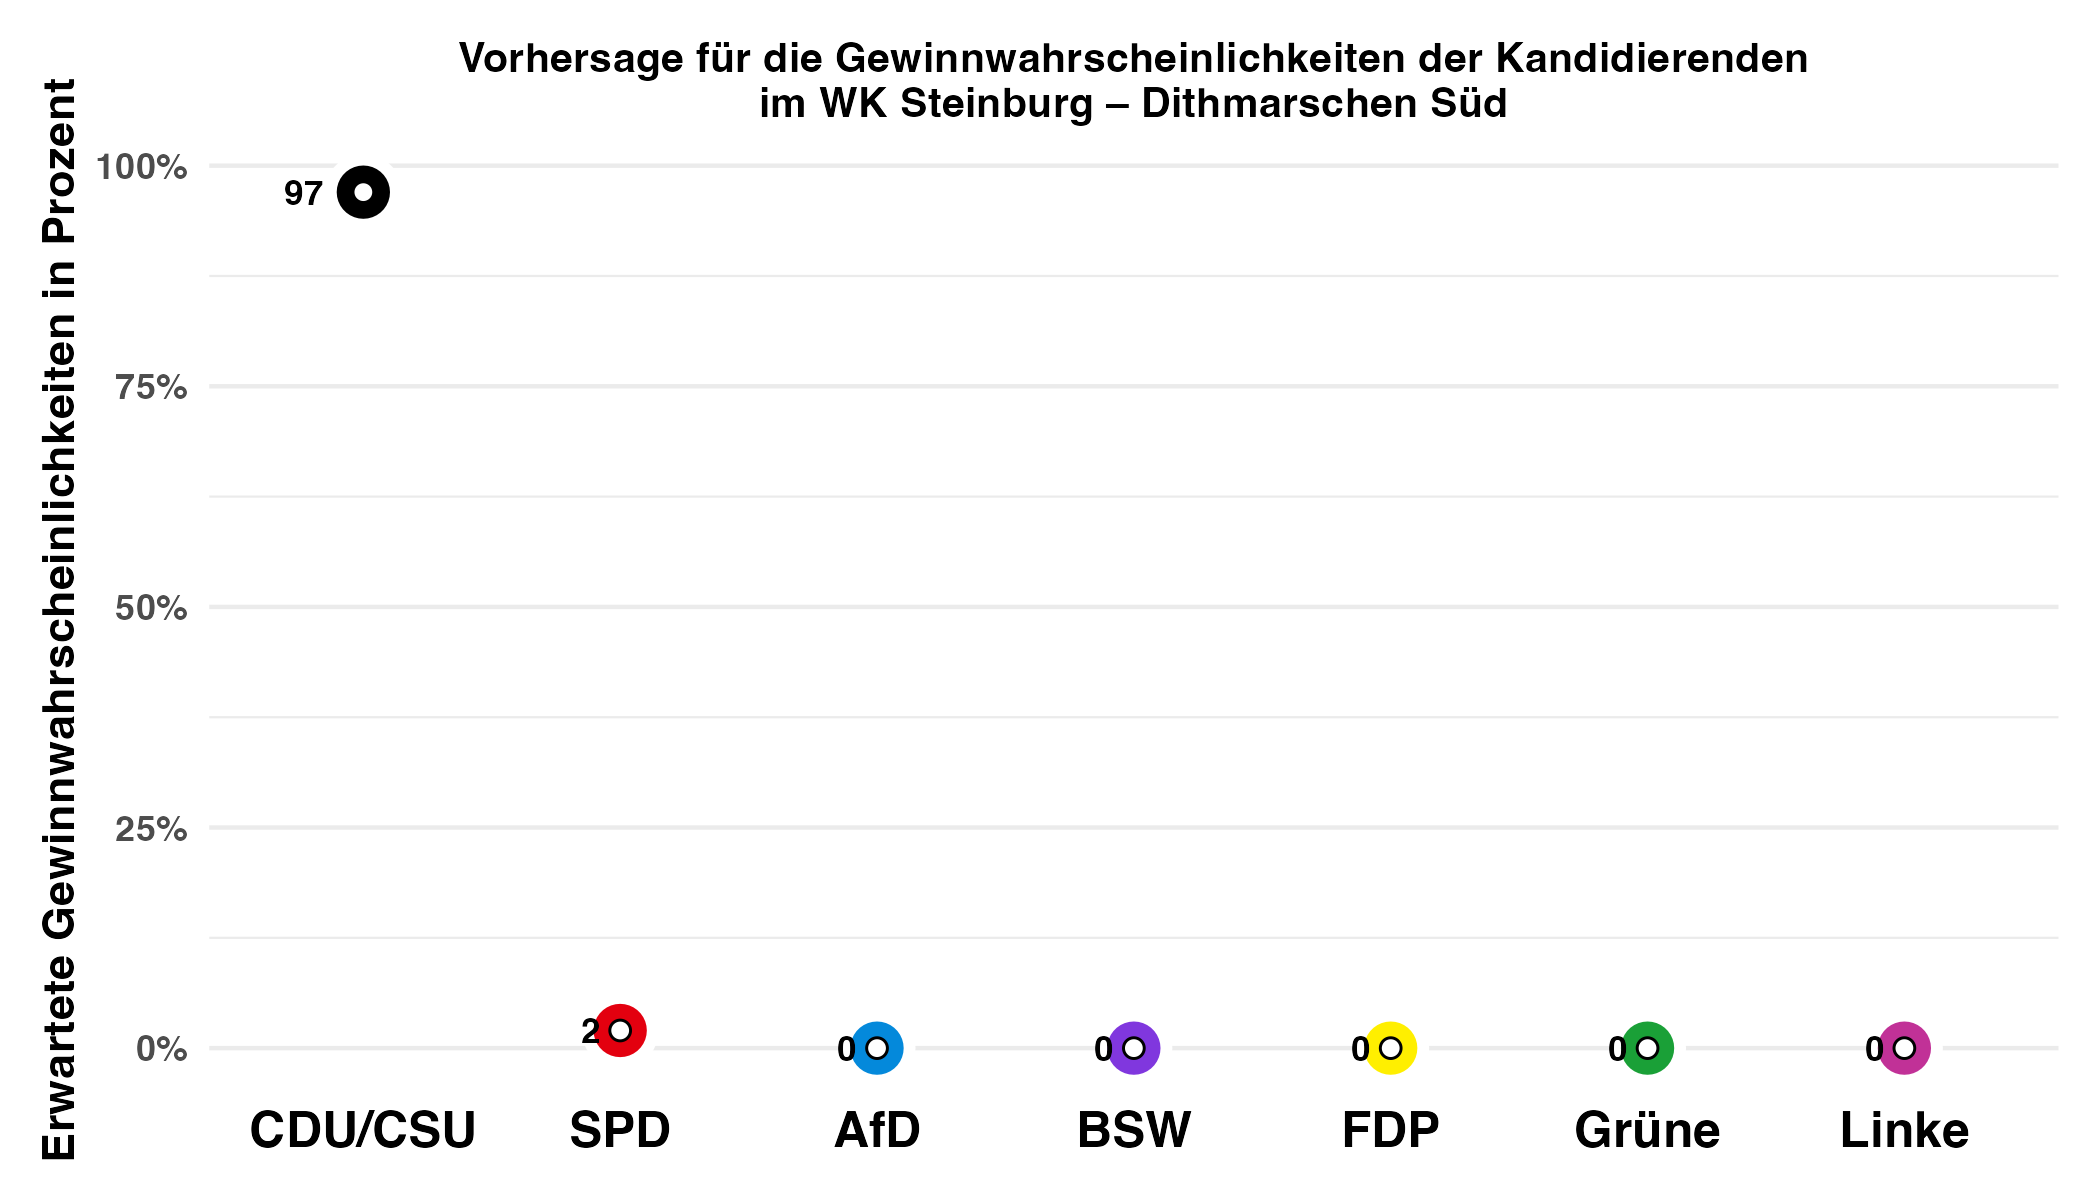 Vorhersage für die Gewinnwahrscheinlichkeiten der Kandidierenden
im WK Steinburg – Dithmarschen Süd
Erwartete Gewinnwahrscheinlichkeiten in Prozent
100%
75%
50%
25%
0%
97
2
0
0
0
0
0
CDU/CSU
SPD
AfD
BSW
FDP
Grüne
Linke